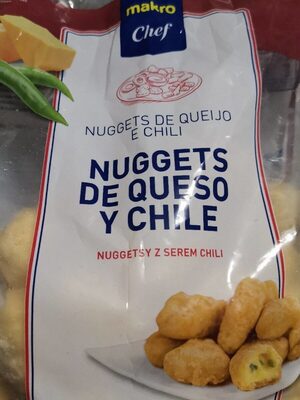 makro
Chef
NUGGETS DE QUEIJO
E CHILI
NUGGETS
DE QUESO
Y CHILE
NUGGETSY Z SEREM CHILI